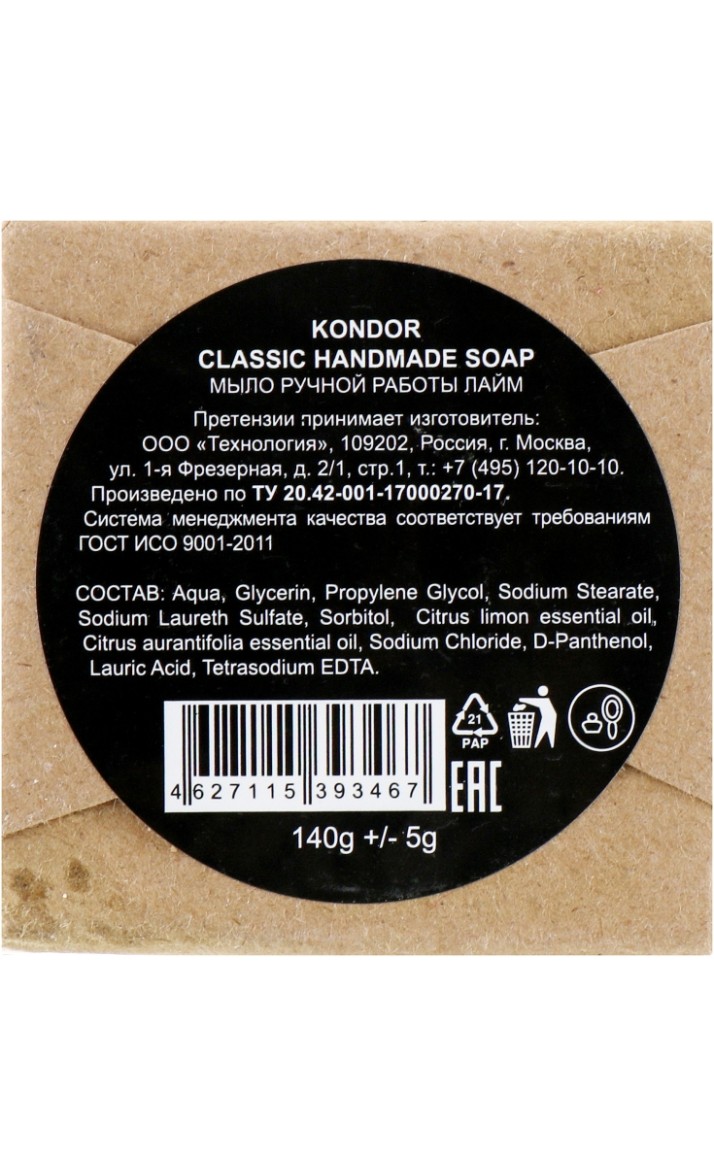 KONDOR
CLASSIC HANDMADE SOAP
МЫЛО РУЧНОЙ РАБОТЫ ЛАЙМ
Претензии принимает изготовитель:
ООО «Технология», 109202, Россия, г. Москва,
ул. 1-я Фрезерная, д. 2/1, стр.1, т.: +7 (495) 120-10-10.
Произведено по ТУ 20.42-001-17000270-17.
Система менеджмента качества соответствует требованиям
ГОСТ ИСО 9001-2011
СОСТАВ: Aqua, Glycerin, Propylene Glycol, Sodium Stearate,
Sodium Laureth Sulfate, Sorbitol, Citrus limon essential oil,
Citrus aurantifolia essential oil, Sodium Chloride, D-Panthenol,
Lauric Acid, Tetrasodium EDTA.
21
PAP
4 627115 393467
EAC
140g +/- 5g